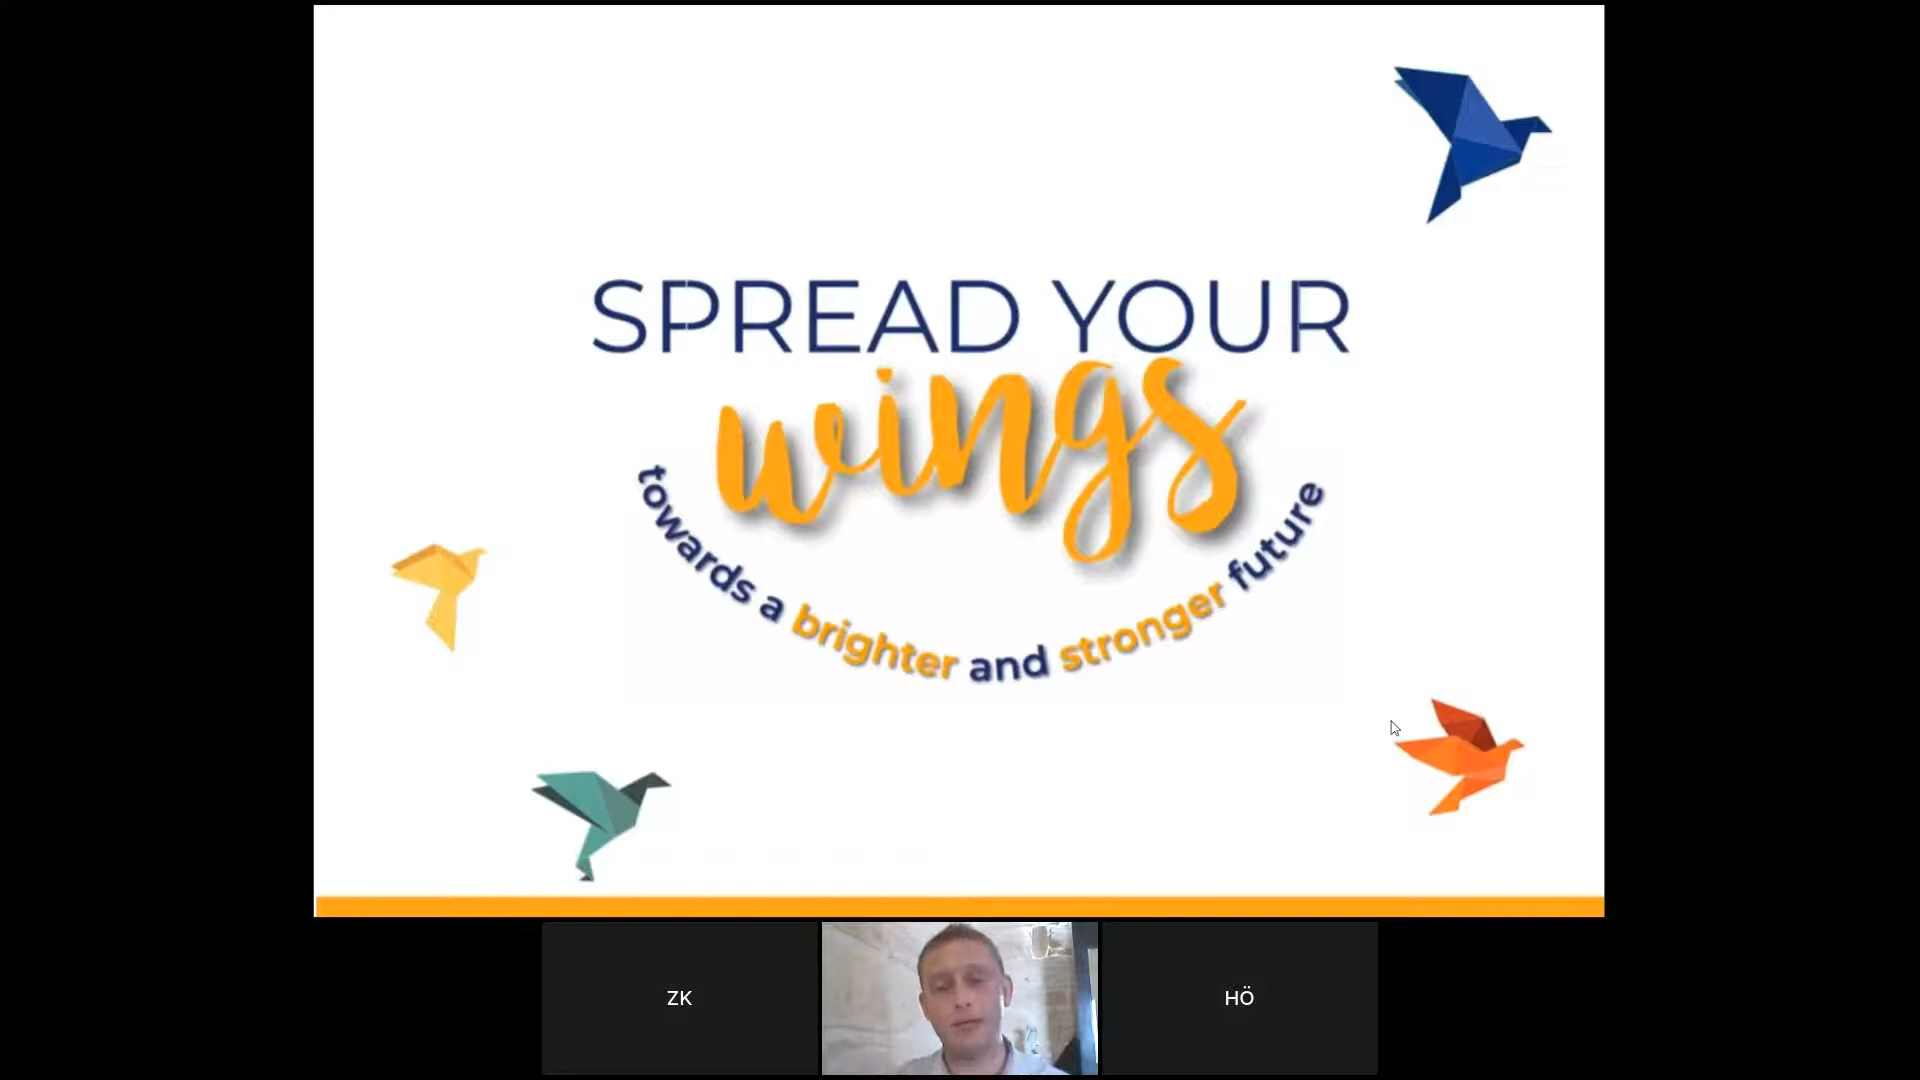 SPREAD YOUR
wings
towards a brighter and stronger future
ZK
HÖ